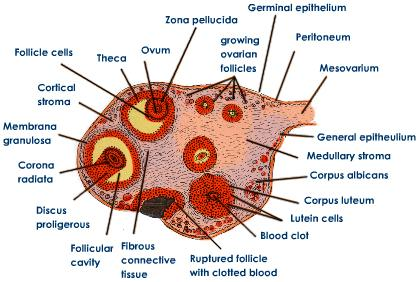 Germinal epithelium
Zona pellucida
Peritoneum
growing
ovarian
follicles
Follicle cells
Theca
Ovum
Mesovarium
Cortical
stroma
Membrana
granulosa
General epitheulium
Medullary stroma
Corona
radiata
Corpus albicans
Corpus luteum
Discus
proligerous
Lutein cells
Blood clot
Follicular
cavity
Fibrous
connective
tissue
Ruptured follicle
with clotted blood